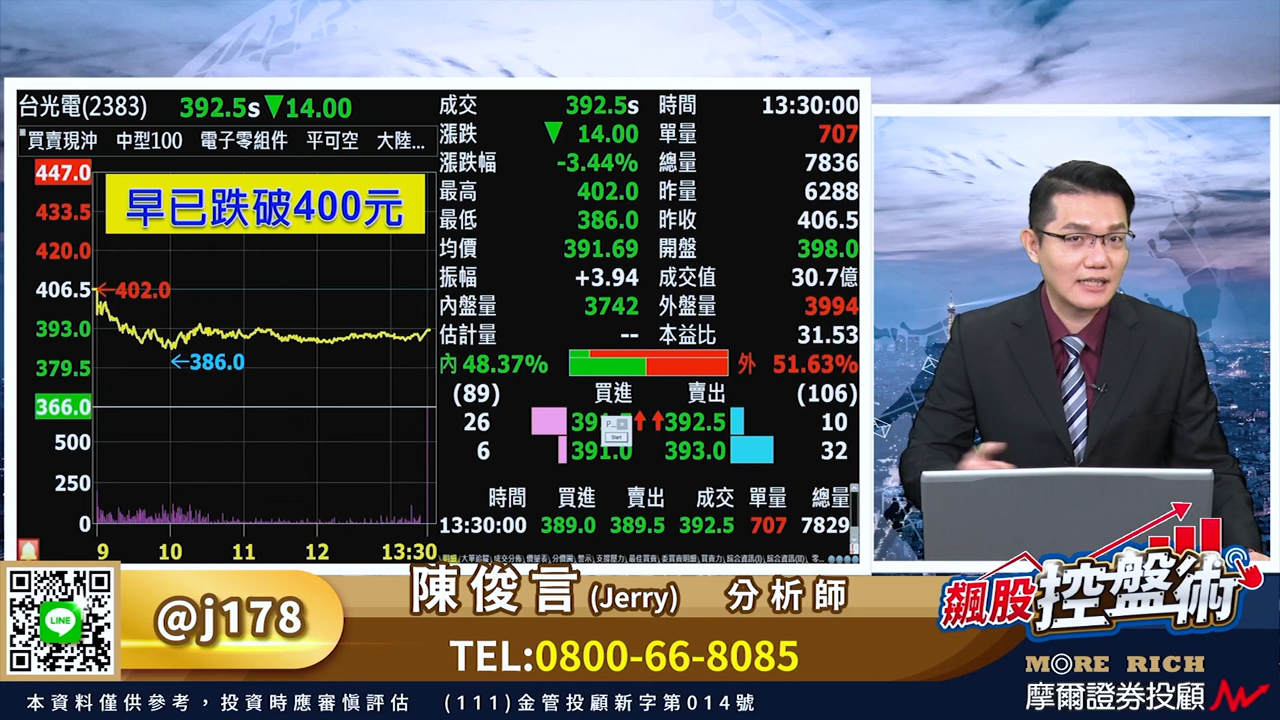 台光電(2383) 392.5s▼14.00
買賣現沖 中型100 電子零組件 平可空 大陸...
早已跌破400元
447.0
433.5
420.0
406.5
393.0
379.5
366.0
500
250
0
←402.0
←386.0
9 10 11 12 13:30
成交 392.5s 時間 13:30:00
漲跌 ▼ 14.00 單量 707
漲跌幅 -3.44% 總量 7836
最高 402.0 昨量 6288
最低 386.0 昨收 406.5
均價 391.69 開盤 398.0
振幅 +3.94 成交值 30.7億
內盤量 3742 外盤量 3994
估計量 -- 本益比 31.53
內 48.37% 外 51.63%
(89) 買進 賣出 (106)
26 392.5 10
6 391.0 393.0 32
P...
Start
時間 買進 賣出 成交 單量 總量
13:30:00 389.0 389.5 392.5 707 7829
LINE
@j178
陳俊言(Jerry) 分析師
TEL:0800-66-8085
飆股控盤術
MORE RICH
摩爾證券投顧
本資料僅供參考，投資時應審慎評估 (111)金管投顧新字第014號